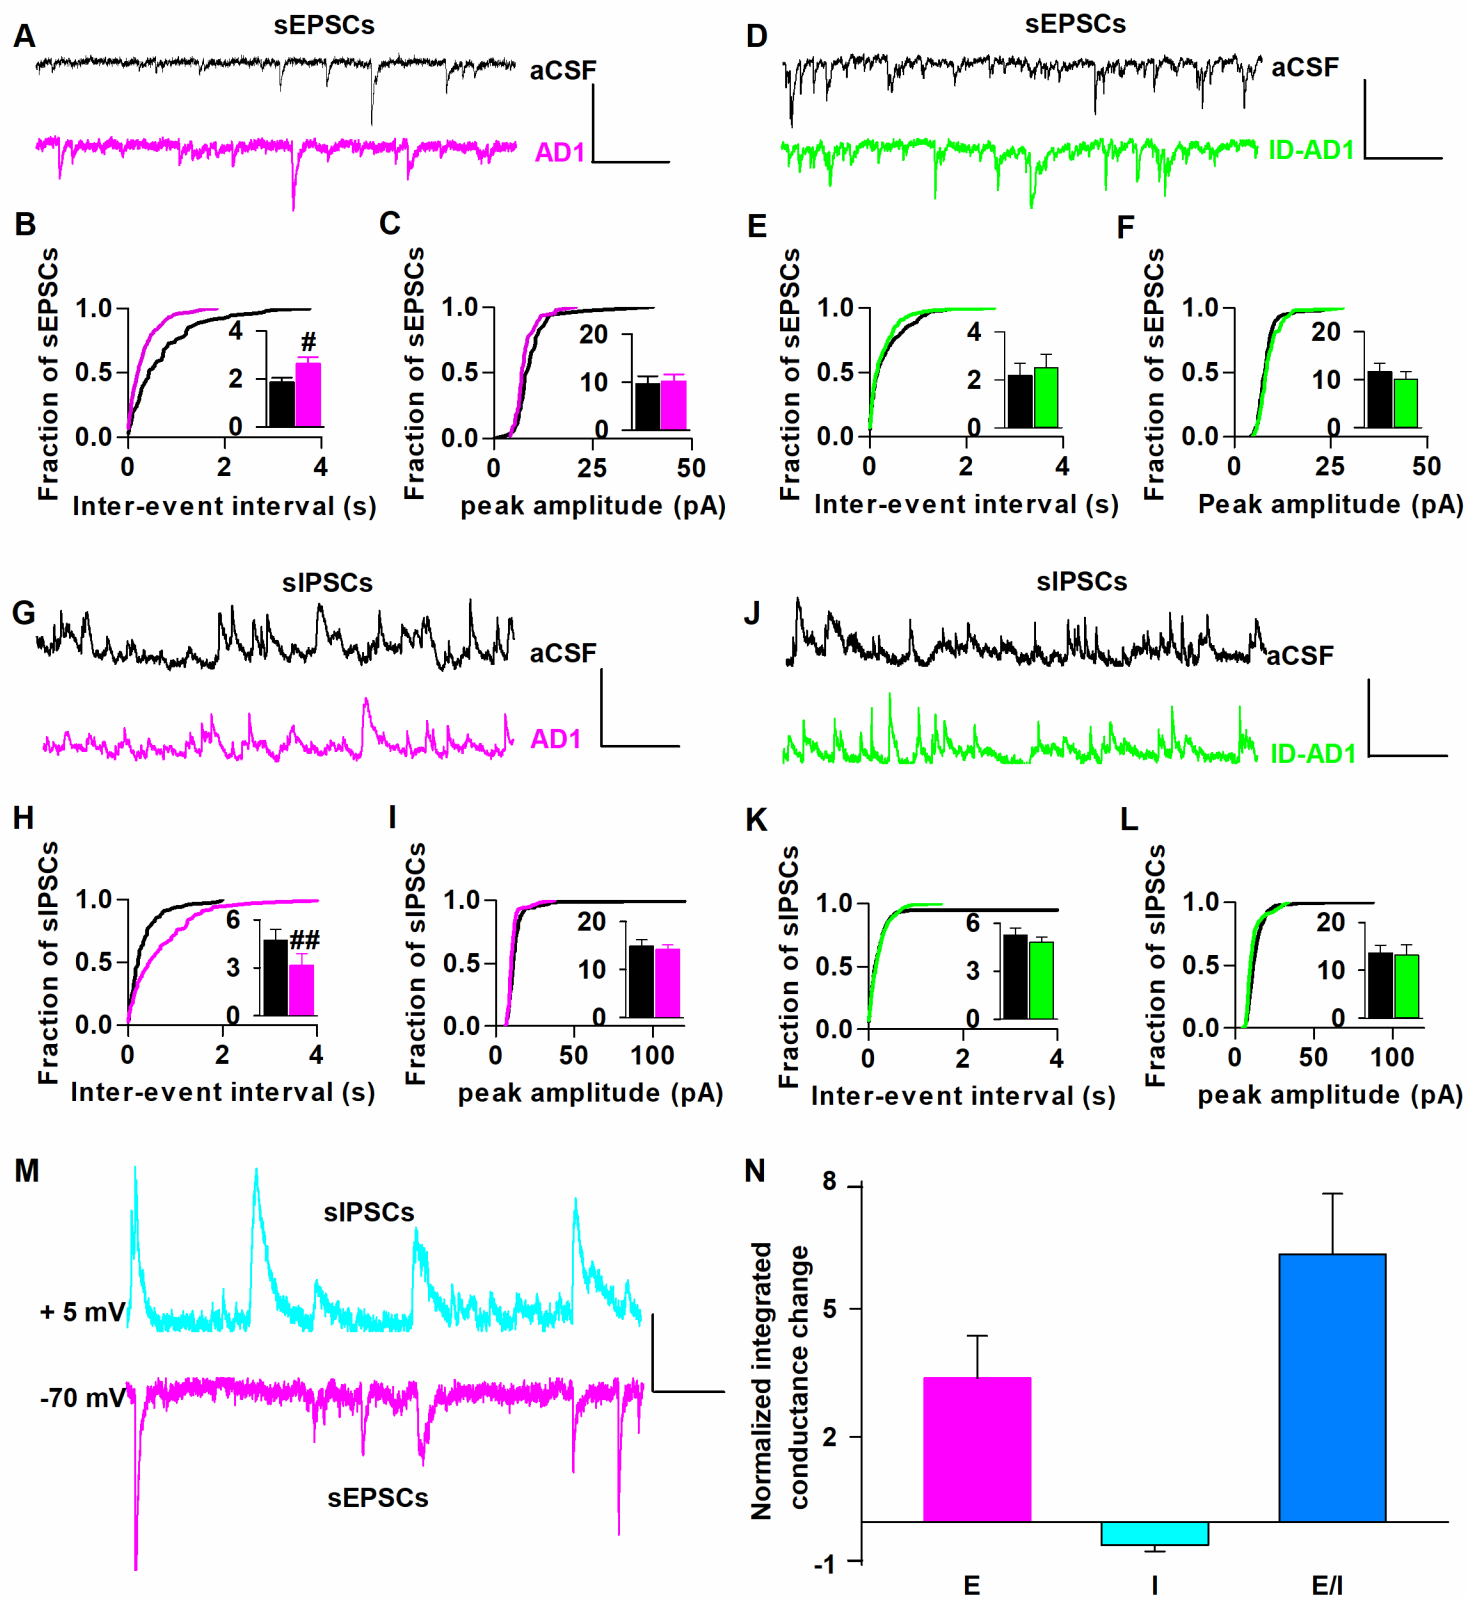 A
sEPSCs
aCSF
AD1
D
sEPSCs
aCSF
ID-AD1
B
Fraction of sEPSCs
1.0
0.5
0.0
0 2 4
Inter-event interval (s)
4
2
0
#
C
Fraction of sEPSCs
1.0
0.5
0.0
0 25 50
peak amplitude (pA)
20
10
0
E
Fraction of sEPSCs
1.0
0.5
0.0
0 2 4
Inter-event interval (s)
4
2
0
F
Fraction of sEPSCs
1.0
0.5
0.0
0 25 50
Peak amplitude (pA)
20
10
0
G
sIPSCs
aCSF
AD1
J
sIPSCs
aCSF
ID-AD1
H
Fraction of sIPSCs
1.0
0.5
0.0
0 2 4
Inter-event interval (s)
6
3
0
##
I
Fraction of sIPSCs
1.0
0.5
0.0
0 50 100
peak amplitude (pA)
20
10
0
K
Fraction of sIPSCs
1.0
0.5
0.0
0 2 4
Inter-event interval (s)
6
3
0
L
Fraction of sIPSCs
1.0
0.5
0.0
0 50 100
peak amplitude (pA)
20
10
0
M
sIPSCs
+ 5 mV
-70 mV
sEPSCs
N
Normalized integrated
conductance change
8
5
2
-1
E I E/I